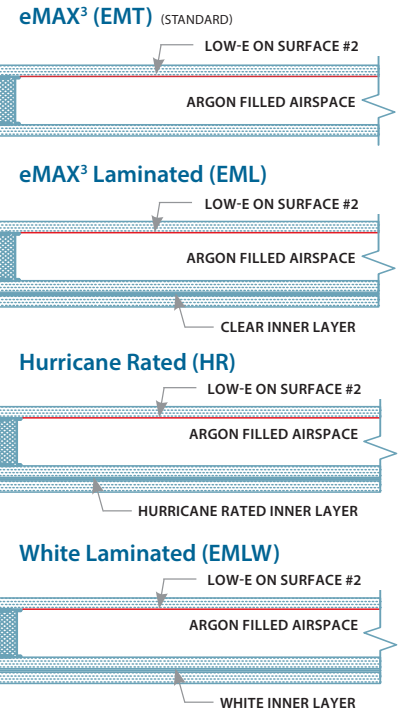 eMAX³ (EMT) (STANDARD)
LOW-E ON SURFACE #2
ARGON FILLED AIRSPACE
eMAX³ Laminated (EML)
LOW-E ON SURFACE #2
ARGON FILLED AIRSPACE
CLEAR INNER LAYER
Hurricane Rated (HR)
LOW-E ON SURFACE #2
ARGON FILLED AIRSPACE
HURRICANE RATED INNER LAYER
White Laminated (EMLW)
LOW-E ON SURFACE #2
ARGON FILLED AIRSPACE
WHITE INNER LAYER